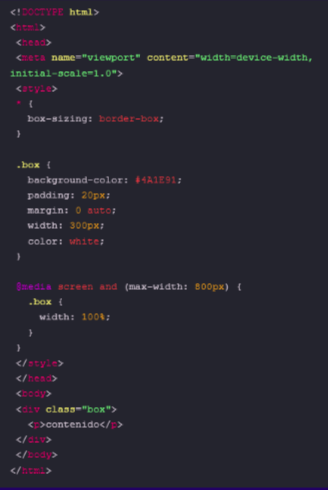 <!DOCTYPE html>
<html>
<head>
<meta name="viewport" content="width=device-width,
initial-scale=1.0">
<style>
* {
box-sizing: border-box;
}
.box {
background-color: #4A1E91;
padding: 20px;
margin: 0 auto;
width: 300px;
color: white;
}
@media screen and (max-width: 800px) {
.box {
width: 100%;
}
}
</style>
</head>
<body>
<div class="box">
<p>contenido</p>
</div>
</body>
</html>